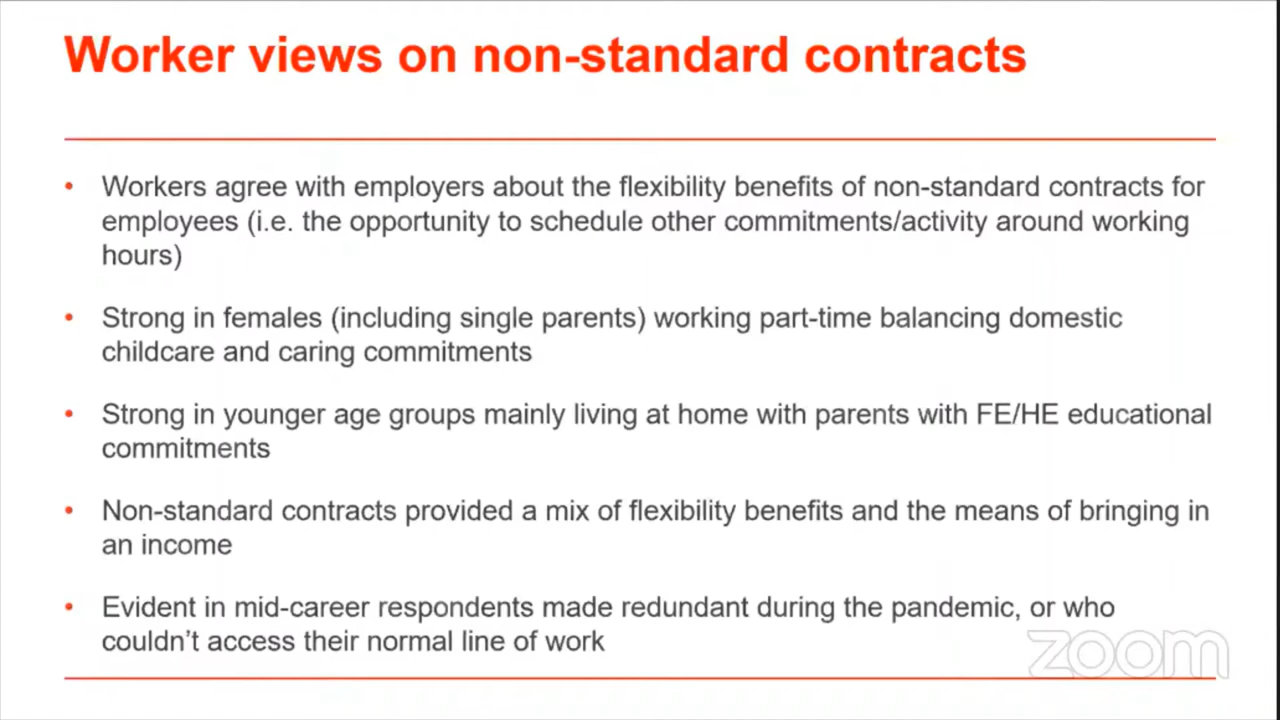 Worker views on non-standard contracts
• Workers agree with employers about the flexibility benefits of non-standard contracts for
employees (i.e. the opportunity to schedule other commitments/activity around working
hours)
• Strong in females (including single parents) working part-time balancing domestic
childcare and caring commitments
• Strong in younger age groups mainly living at home with parents with FE/HE educational
commitments
• Non-standard contracts provided a mix of flexibility benefits and the means of bringing in
an income
• Evident in mid-career respondents made redundant during the pandemic, or who
couldn’t access their normal line of work
zoom